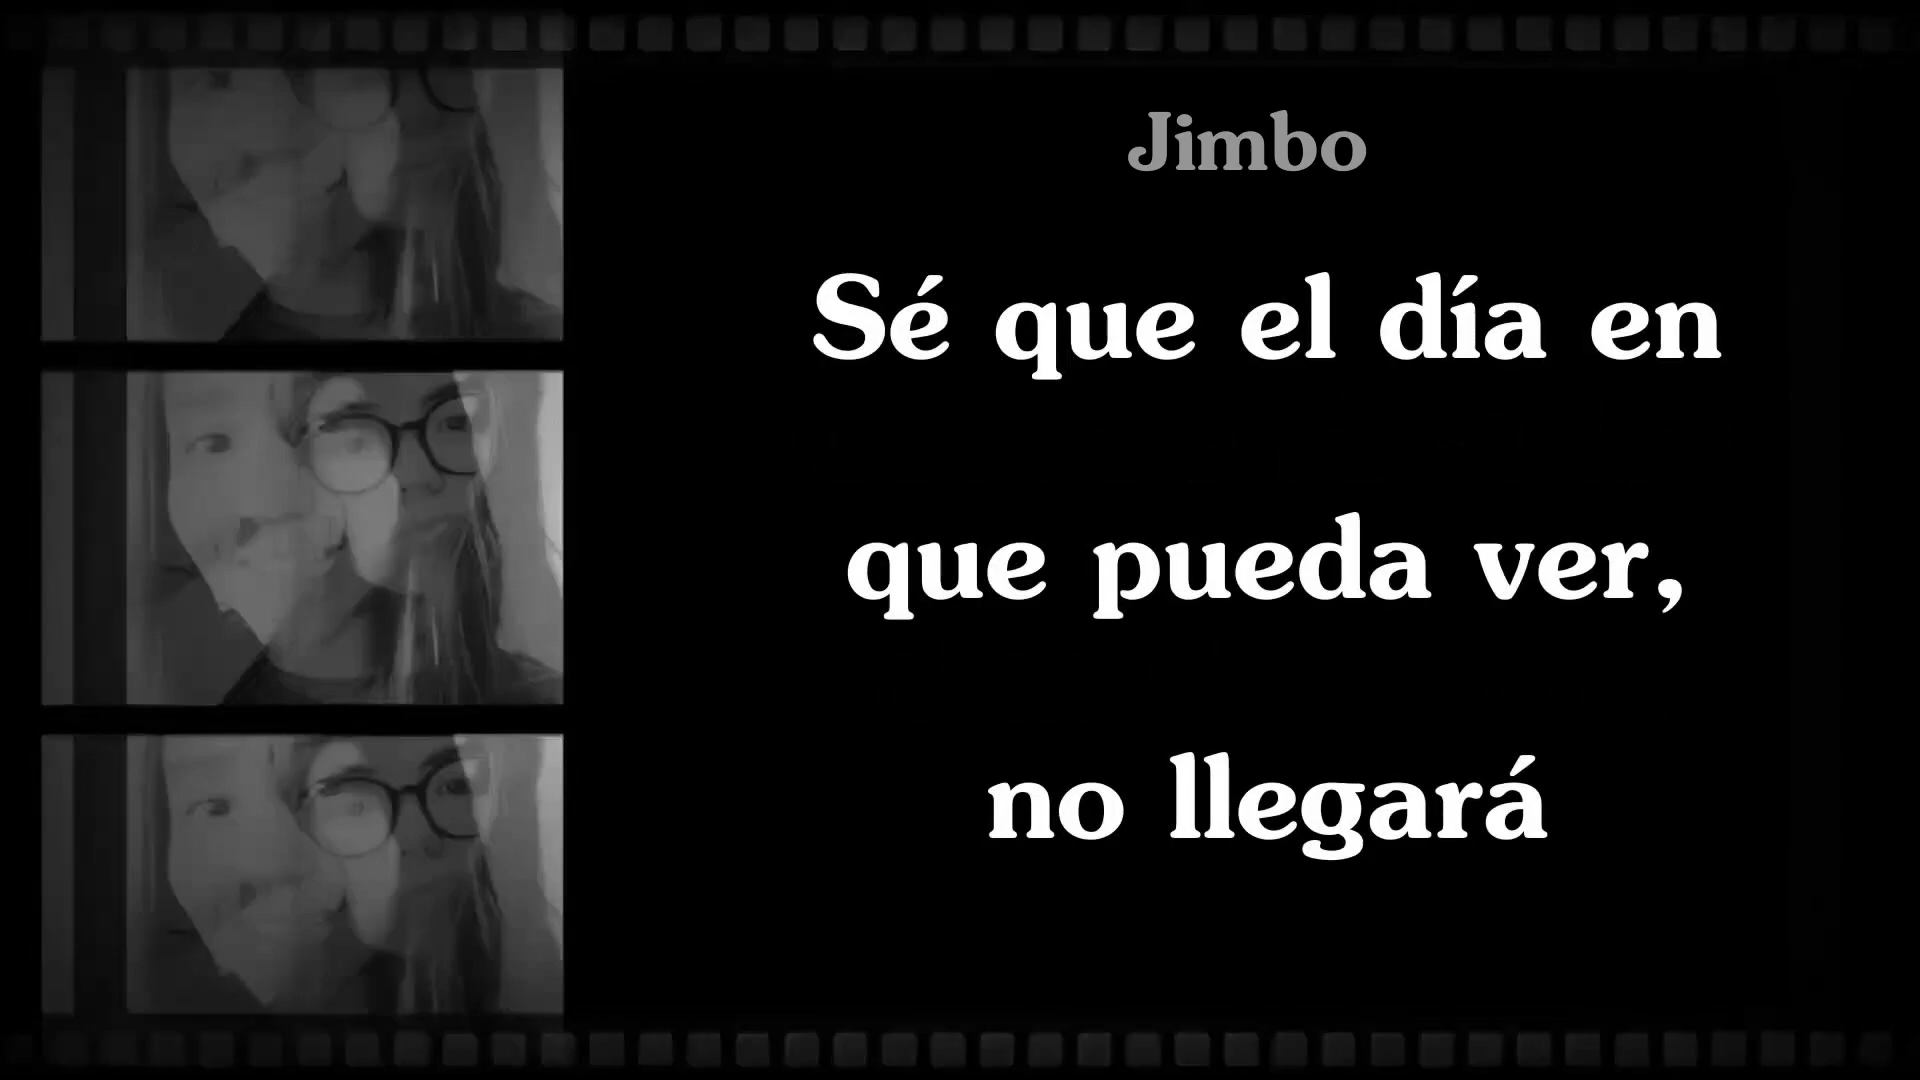 Jimbo
Sé que el día en
que pueda ver,
no llegará